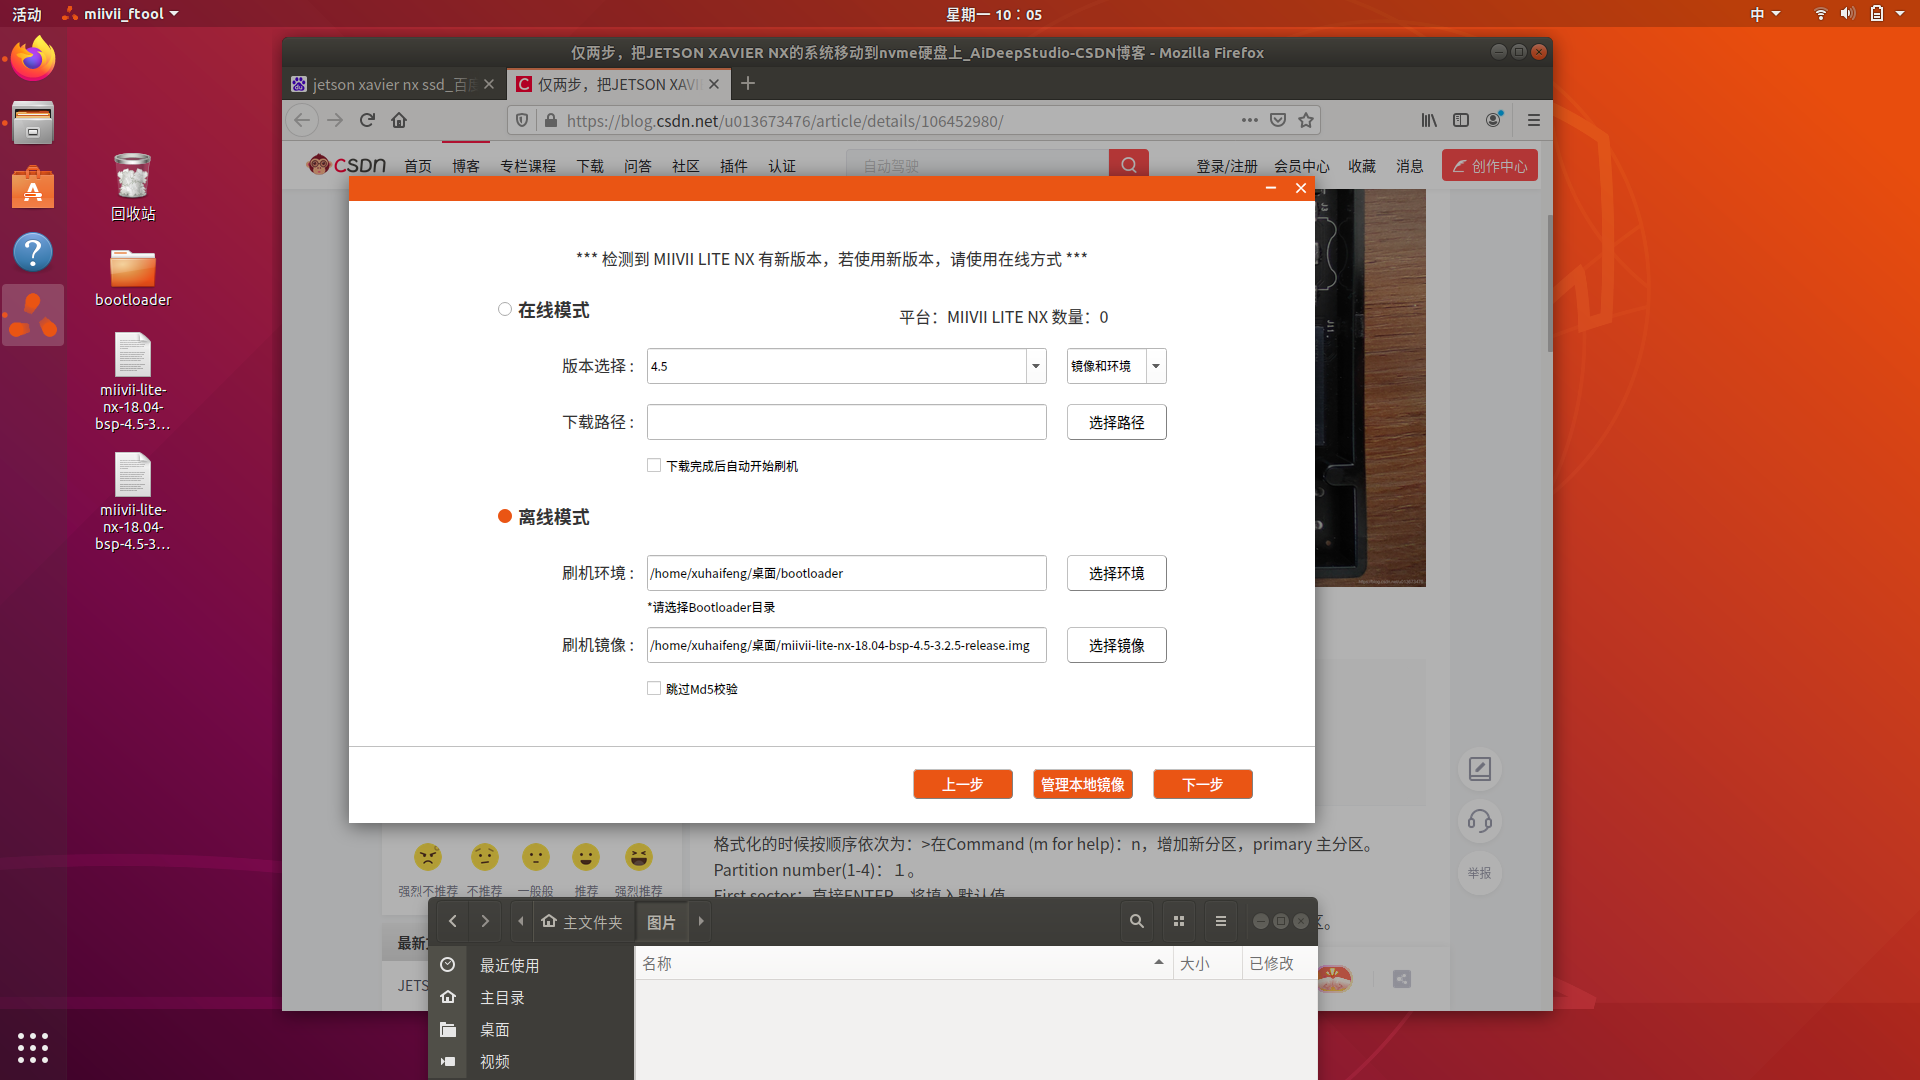 活动
miivii_ftool
星期一 10：05
中
仅两步，把JETSON XAVIER NX的系统移动到nvme硬盘上_AiDeepStudio-CSDN博客 - Mozilla Firefox
jetson xavier nx ssd_百度
仅两步，把JETSON XAVI
https://blog.csdn.net/u013673476/article/details/106452980/
CSDN 首页 博客 专栏课程 下载 问答 社区 插件 认证 自动驾驶 登录/注册 会员中心 收藏 消息 创作中心
回收站
bootloader
miivii-lite-
nx-18.04-
bsp-4.5-3…
miivii-lite-
nx-18.04-
bsp-4.5-3…
*** 检测到 MIIVII LITE NX 有新版本，若使用新版本，请使用在线方式 ***
在线模式
平台：MIIVII LITE NX 数量：0
版本选择： 4.5 镜像和环境
下载路径： 选择路径
下载完成后自动开始刷机
离线模式
刷机环境： /home/xuhaifeng/桌面/bootloader 选择环境
*请选择Bootloader目录
刷机镜像： /home/xuhaifeng/桌面/miivii-lite-nx-18.04-bsp-4.5-3.2.5-release.img 选择镜像
跳过Md5校验
上一步 管理本地镜像 下一步
强烈不推荐 不推荐 一般般 推荐 强烈推荐
格式化的时候按顺序依次为：>在Command (m for help)：n，增加新分区，primary 主分区。
Partition number(1-4)：１。
First sector：直接ENTER，将填入默认值
区。
举报
最新
JETS
主文件夹 图片
最近使用
主目录
桌面
视频
名称 大小 已修改